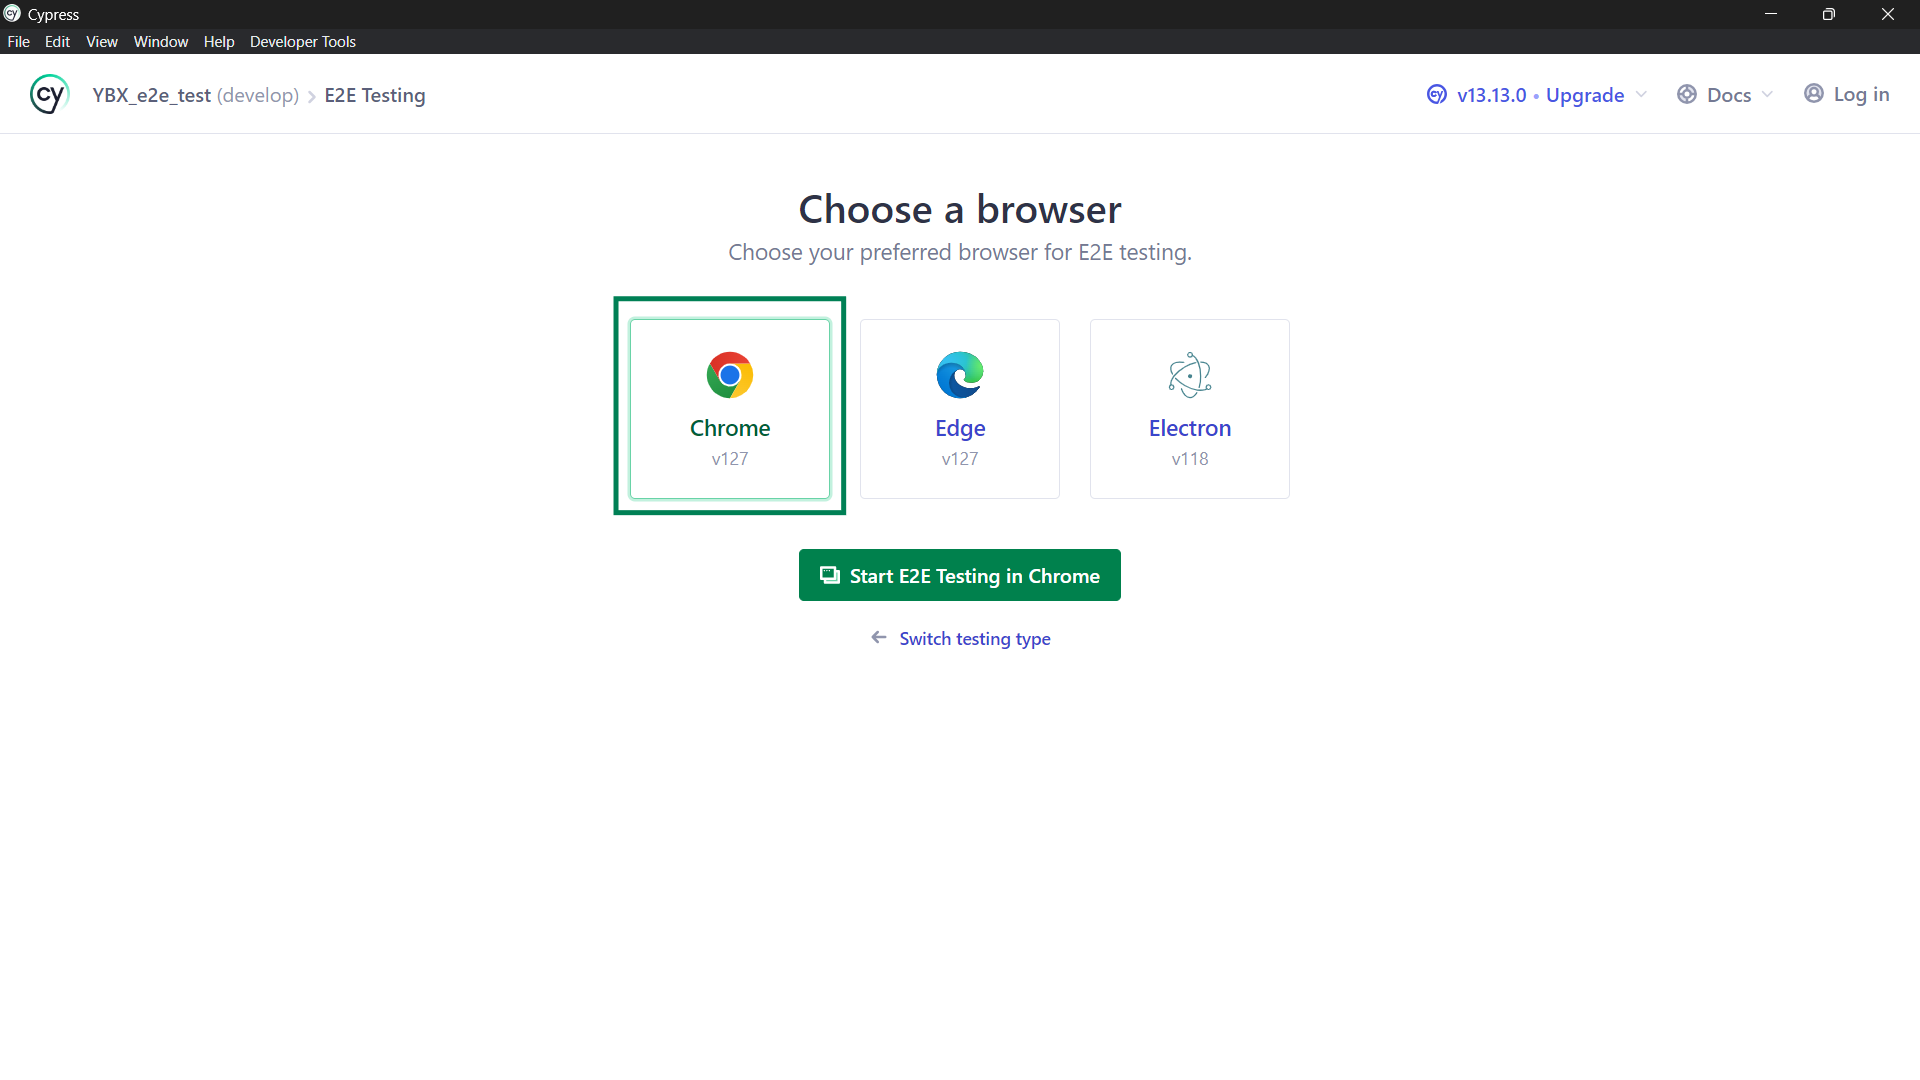 Cypress
File Edit View Window Help Developer Tools
cy YBX_e2e_test (develop) > E2E Testing
cy v13.13.0 • Upgrade Docs Log in
Choose a browser
Choose your preferred browser for E2E testing.
Chrome
v127
Edge
v127
Electron
v118
Start E2E Testing in Chrome
← Switch testing type